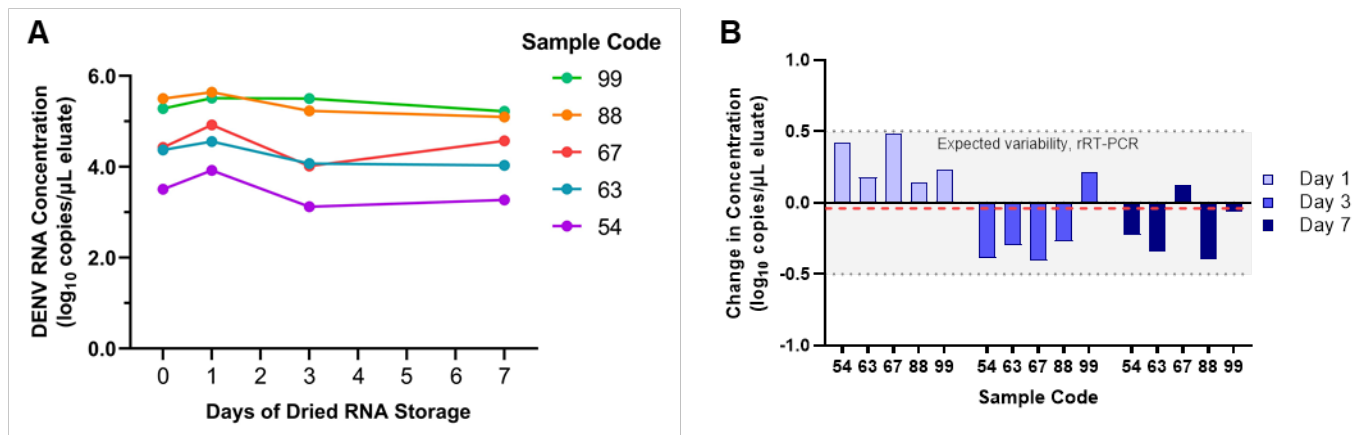 A
Sample Code
99
88
67
63
54
DENV RNA Concentration
(log₁₀ copies/µL eluate)
6.0
4.0
2.0
0.0
0 1 2 3 4 5 6 7
Days of Dried RNA Storage
B
Change in Concentration
(log₁₀ copies/µL eluate)
1.0
0.5
0.0
-0.5
-1.0
Expected variability, rRT-PCR
Day 1
Day 3
Day 7
54 63 67 88 99 54 63 67 88 99 54 63 67 88 99
Sample Code